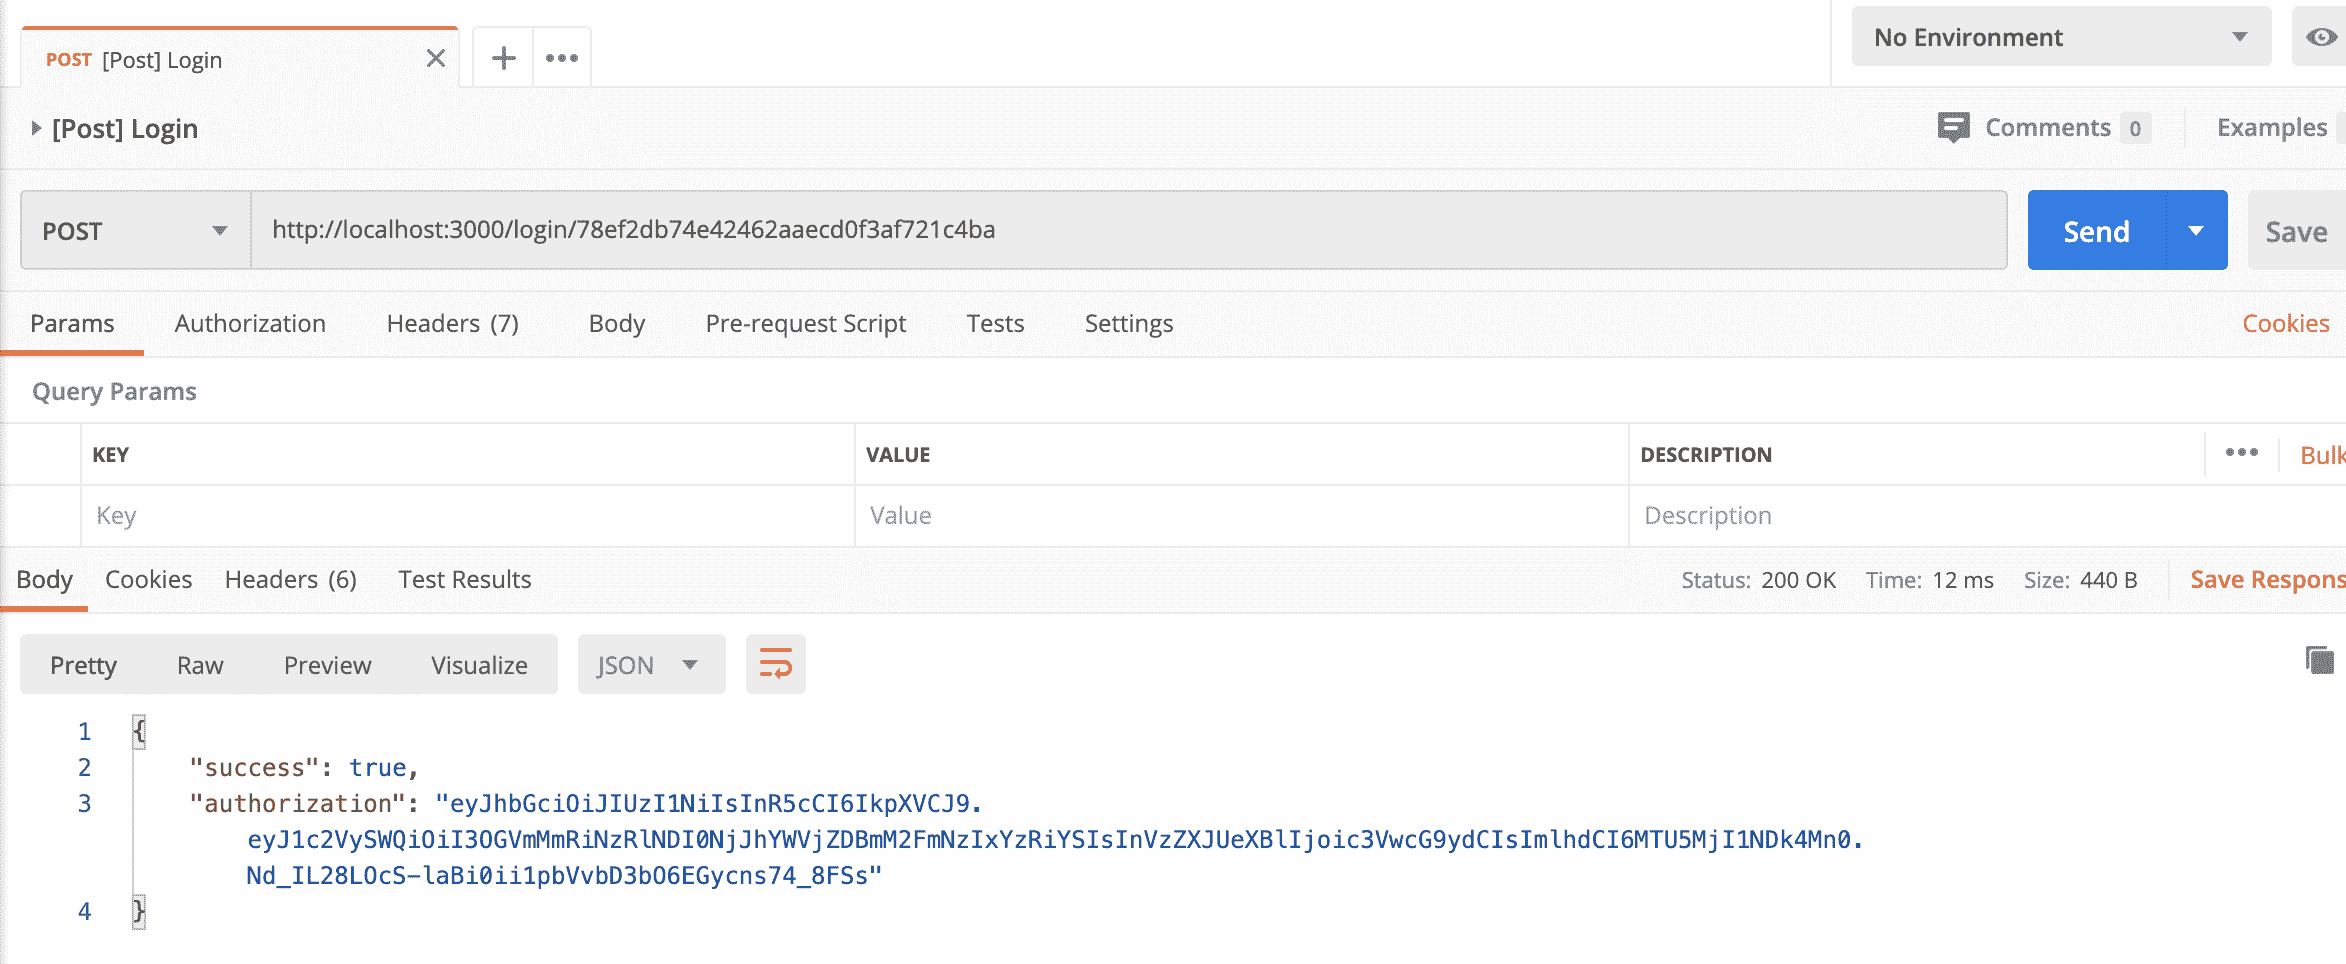 POST [Post] Login
No Environment
[Post] Login
Comments 0
Examples
POST
http://localhost:3000/login/78ef2db74e42462aaecd0f3af721c4ba
Send
Save
Params Authorization Headers (7) Body Pre-request Script Tests Settings Cookies
Query Params
KEY VALUE DESCRIPTION Bulk
Key Value Description
Body Cookies Headers (6) Test Results Status: 200 OK Time: 12 ms Size: 440 B Save Respons
Pretty Raw Preview Visualize JSON
1 {
2 "success": true,
3 "authorization": "eyJhbGciOiJIUzI1NiIsInR5cCI6IkpXVCJ9.
eyJ1c2VySWQiOiI3OGVmMmRiNzRlNDI0NjJhYWVjZDBmM2FmNzIxYzRiYSIsInVzZXJUeXBlIjoic3VwcG9ydCIsImlhdCI6MTU5MjI1NDk4Mn0.
Nd_IL28LOcS-laBi0ii1pbVvbD3bO6EGycns74_8FSs"
4 }